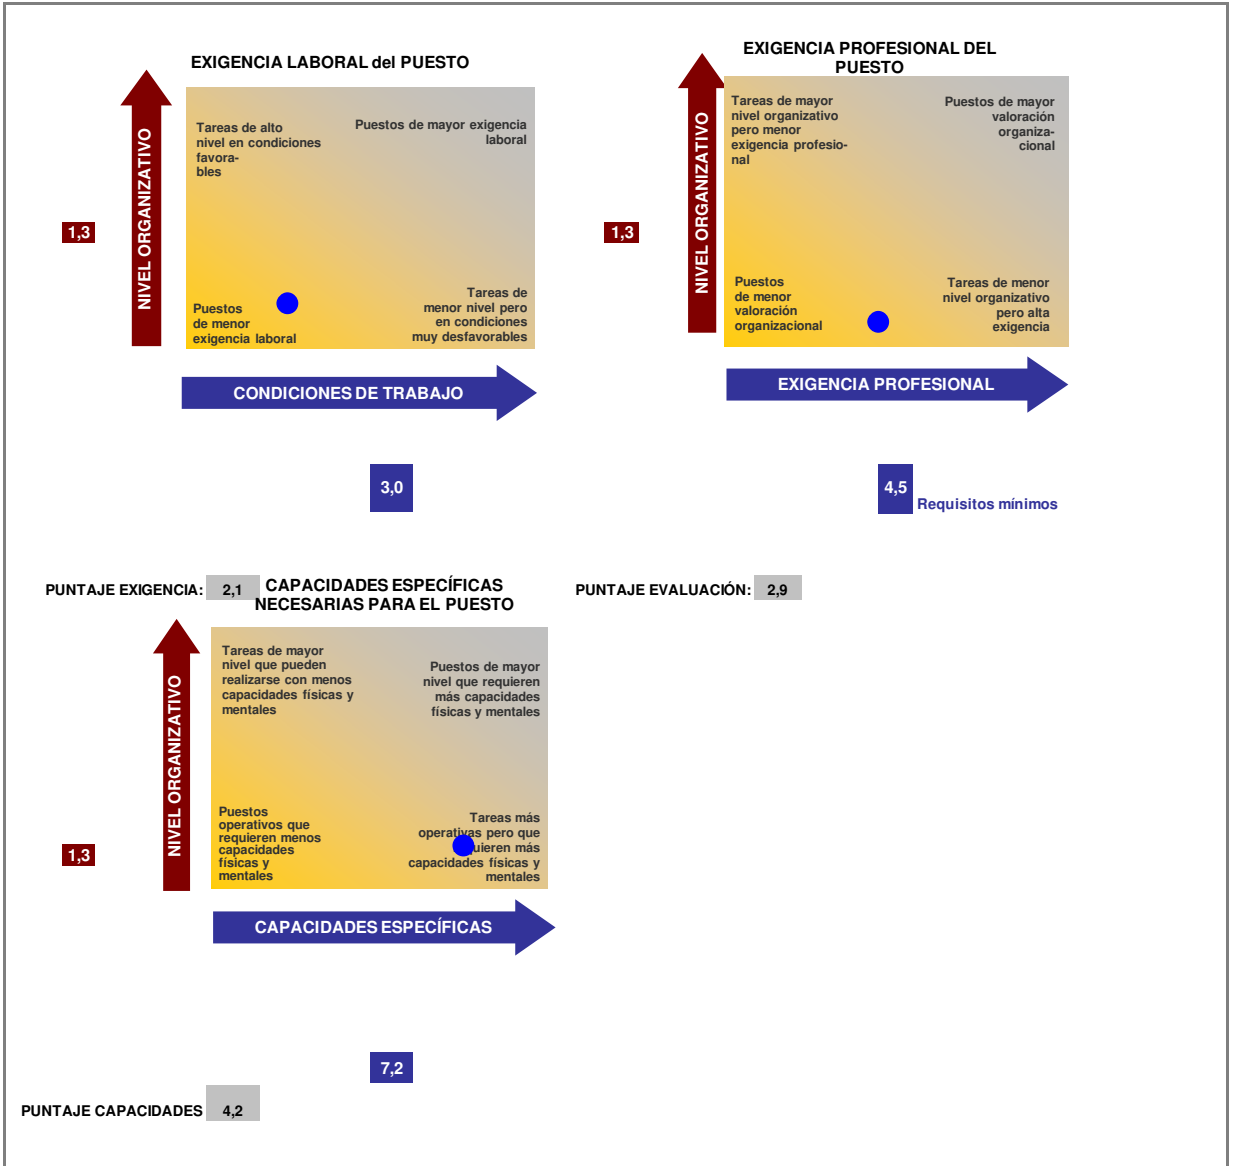 EXIGENCIA LABORAL del PUESTO
NIVEL ORGANIZATIVO
Tareas de alto
nivel en condiciones
favora-
bles
Puestos de mayor exigencia
laboral
1,3
Puestos
de menor
exigencia laboral
Tareas de
menor nivel pero
en condiciones
muy desfavorables
CONDICIONES DE TRABAJO
3,0
EXIGENCIA PROFESIONAL DEL
PUESTO
NIVEL ORGANIZATIVO
Tareas de mayor
nivel organizativo
pero menor
exigencia profesio-
nal
Puestos de mayor
valoración
organiza-
cional
1,3
Puestos
de menor
valoración
organizacional
Tareas de menor
nivel organizativo
pero alta
exigencia
EXIGENCIA PROFESIONAL
4,5
Requisitos mínimos
PUNTAJE EXIGENCIA: 2,1
PUNTAJE EVALUACIÓN: 2,9
CAPACIDADES ESPECÍFICAS
NECESARIAS PARA EL PUESTO
NIVEL ORGANIZATIVO
Tareas de mayor
nivel que pueden
realizarse con menos
capacidades físicas y
mentales
Puestos de mayor
nivel que requieren
más capacidades
físicas y mentales
1,3
Puestos
operativos que
requieren menos
capacidades
físicas y
mentales
Tareas más
operativas pero que
más
capacidades físicas y
mentales
CAPACIDADES ESPECÍFICAS
7,2
PUNTAJE CAPACIDADES 4,2